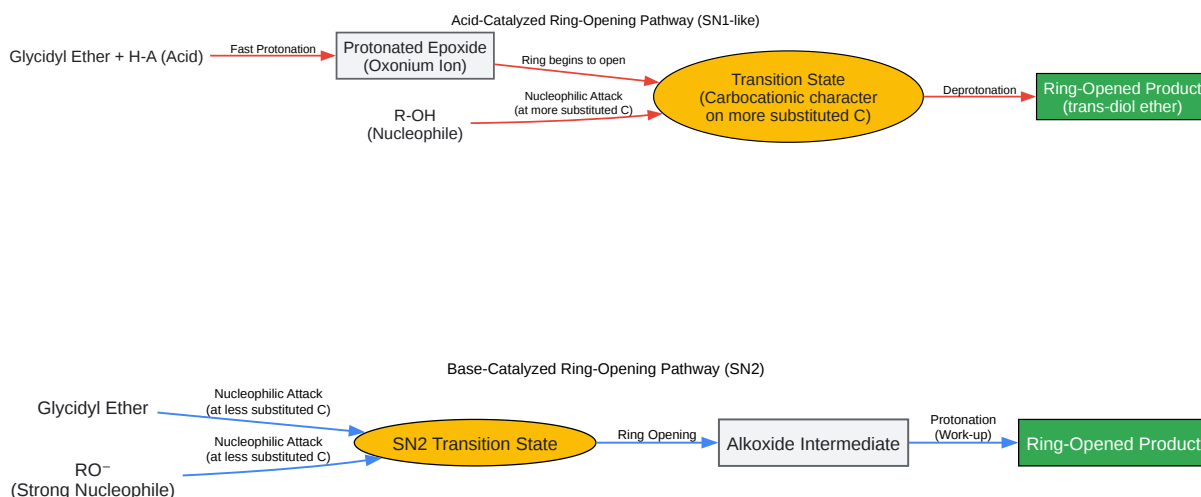 Acid-Catalyzed Ring-Opening Pathway (SN1-like)
Glycidyl Ether + H-A (Acid)
Fast Protonation
Protonated Epoxide
(Oxonium Ion)
Ring begins to open
Nucleophilic Attack
(at more substituted C)
R-OH
(Nucleophile)
Transition State
(Carbocationic character
on more substituted C)
Deprotonation
Ring-Opened Product
(trans-diol ether)
Base-Catalyzed Ring-Opening Pathway (SN2)
Glycidyl Ether
Nucleophilic Attack
(at less substituted C)
Nucleophilic Attack
(at less substituted C)
RO⁻
(Strong Nucleophile)
SN2 Transition State
Ring Opening
Alkoxide Intermediate
Protonation
(Work-up)
Ring-Opened Product